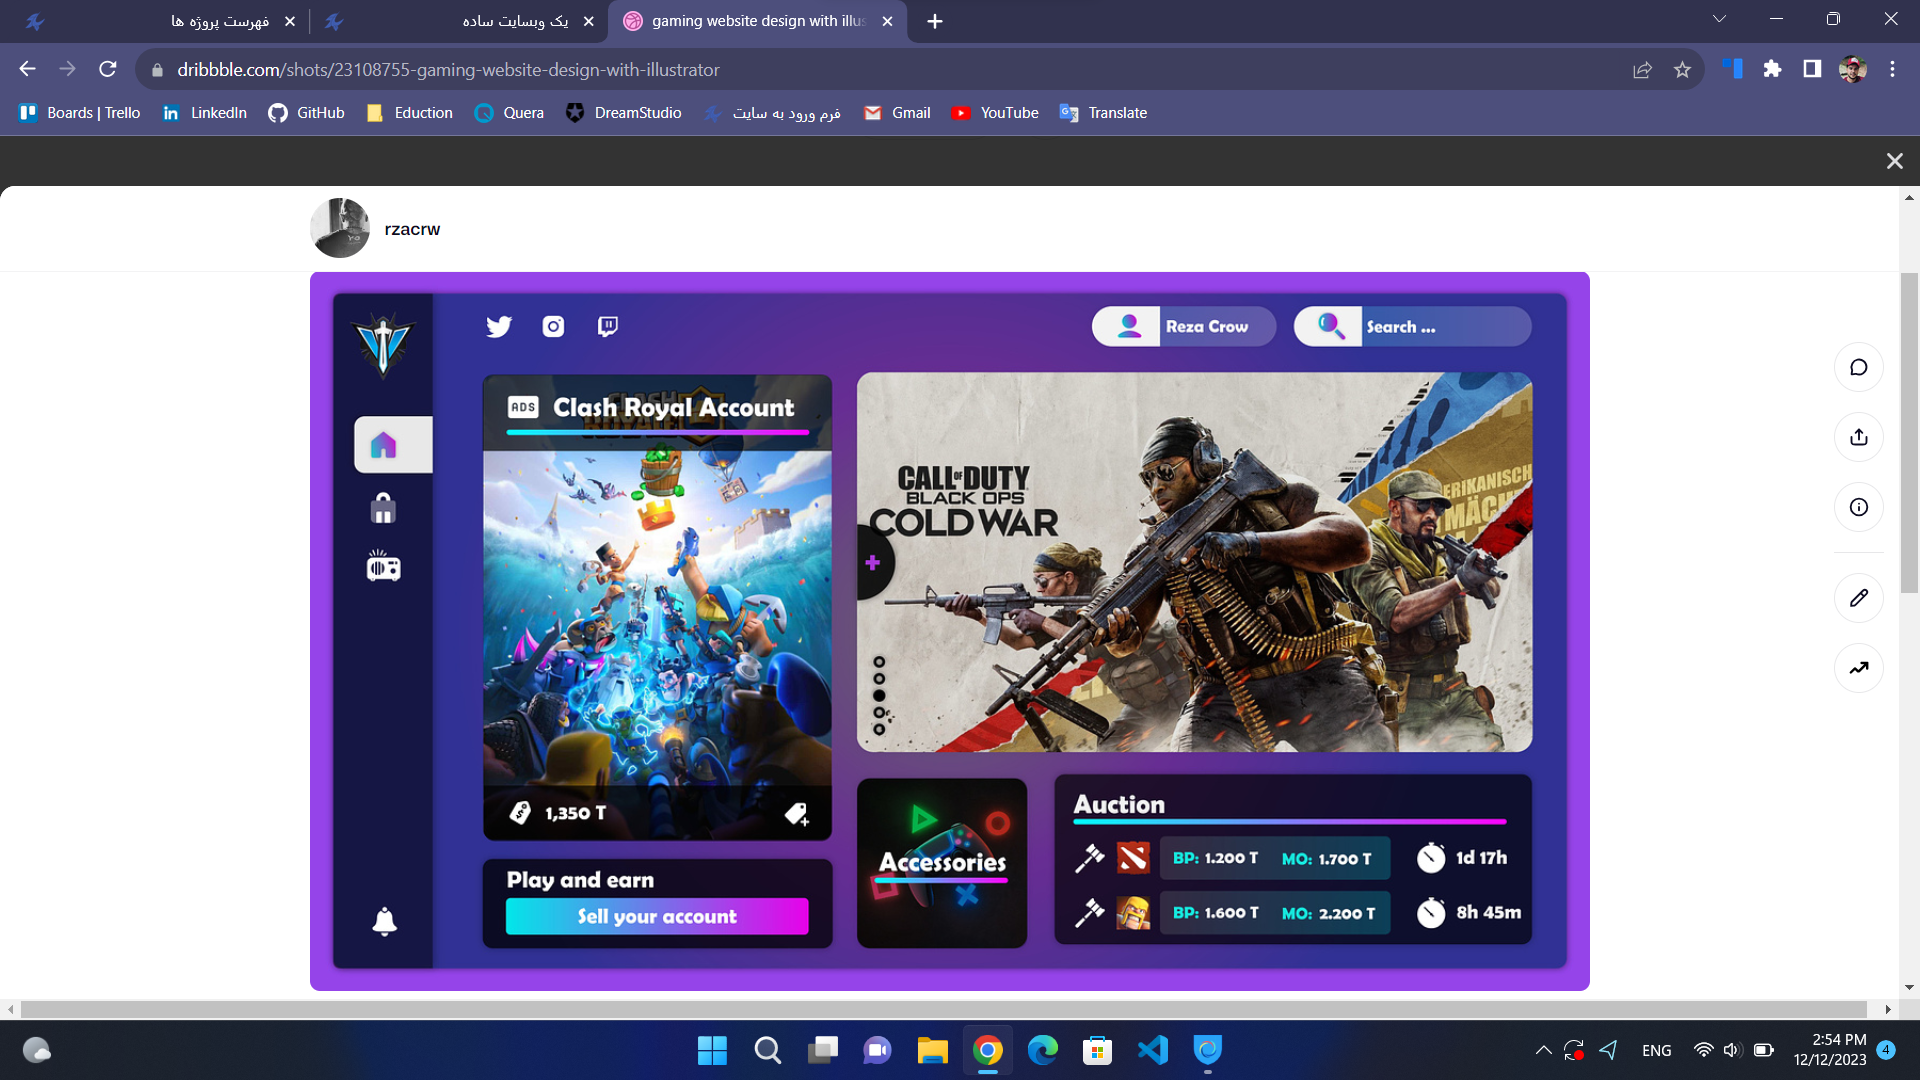 فهرست پروژه ها
یک وبسایت ساده
gaming website design with illus
dribbble.com/shots/23108755-gaming-website-design-with-illustrator
Boards | Trello
LinkedIn
GitHub
Eduction
Quera
DreamStudio
فرم ورود به سایت
Gmail
YouTube
Translate
rzacrw
Reza Crow
Search ...
ADS Clash Royal Account
CALL OF DUTY
BLACK OPS
COLD WAR
ERIKANISCH
MÄCH
1,350 T
Play and earn
Sell your account
Accessories
Auction
BP: 1.200 T MO: 1.700 T 1d 17h
BP: 1.600 T MO: 2.200 T 8h 45m
ENG
2:54 PM
12/12/2023
4